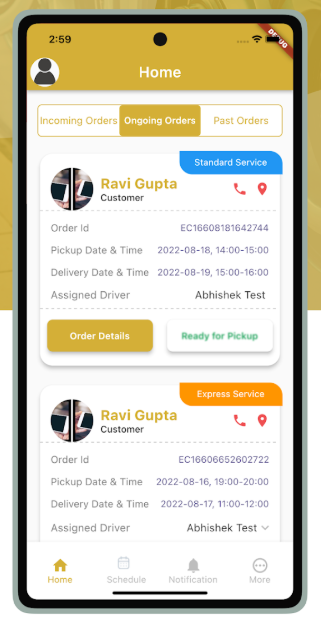 2:59
DEBUG
Home
Incoming Orders Ongoing Orders Past Orders
Standard Service
Ravi Gupta
Customer
Order Id EC16608181642744
Pickup Date & Time 2022-08-18, 14:00-15:00
Delivery Date & Time 2022-08-19, 15:00-16:00
Assigned Driver Abhishek Test
Order Details Ready for Pickup
Express Service
Ravi Gupta
Customer
Order Id EC16606652602722
Pickup Date & Time 2022-08-16, 19:00-20:00
Delivery Date & Time 2022-08-17, 11:00-12:00
Assigned Driver Abhishek Test
Home Schedule Notification More